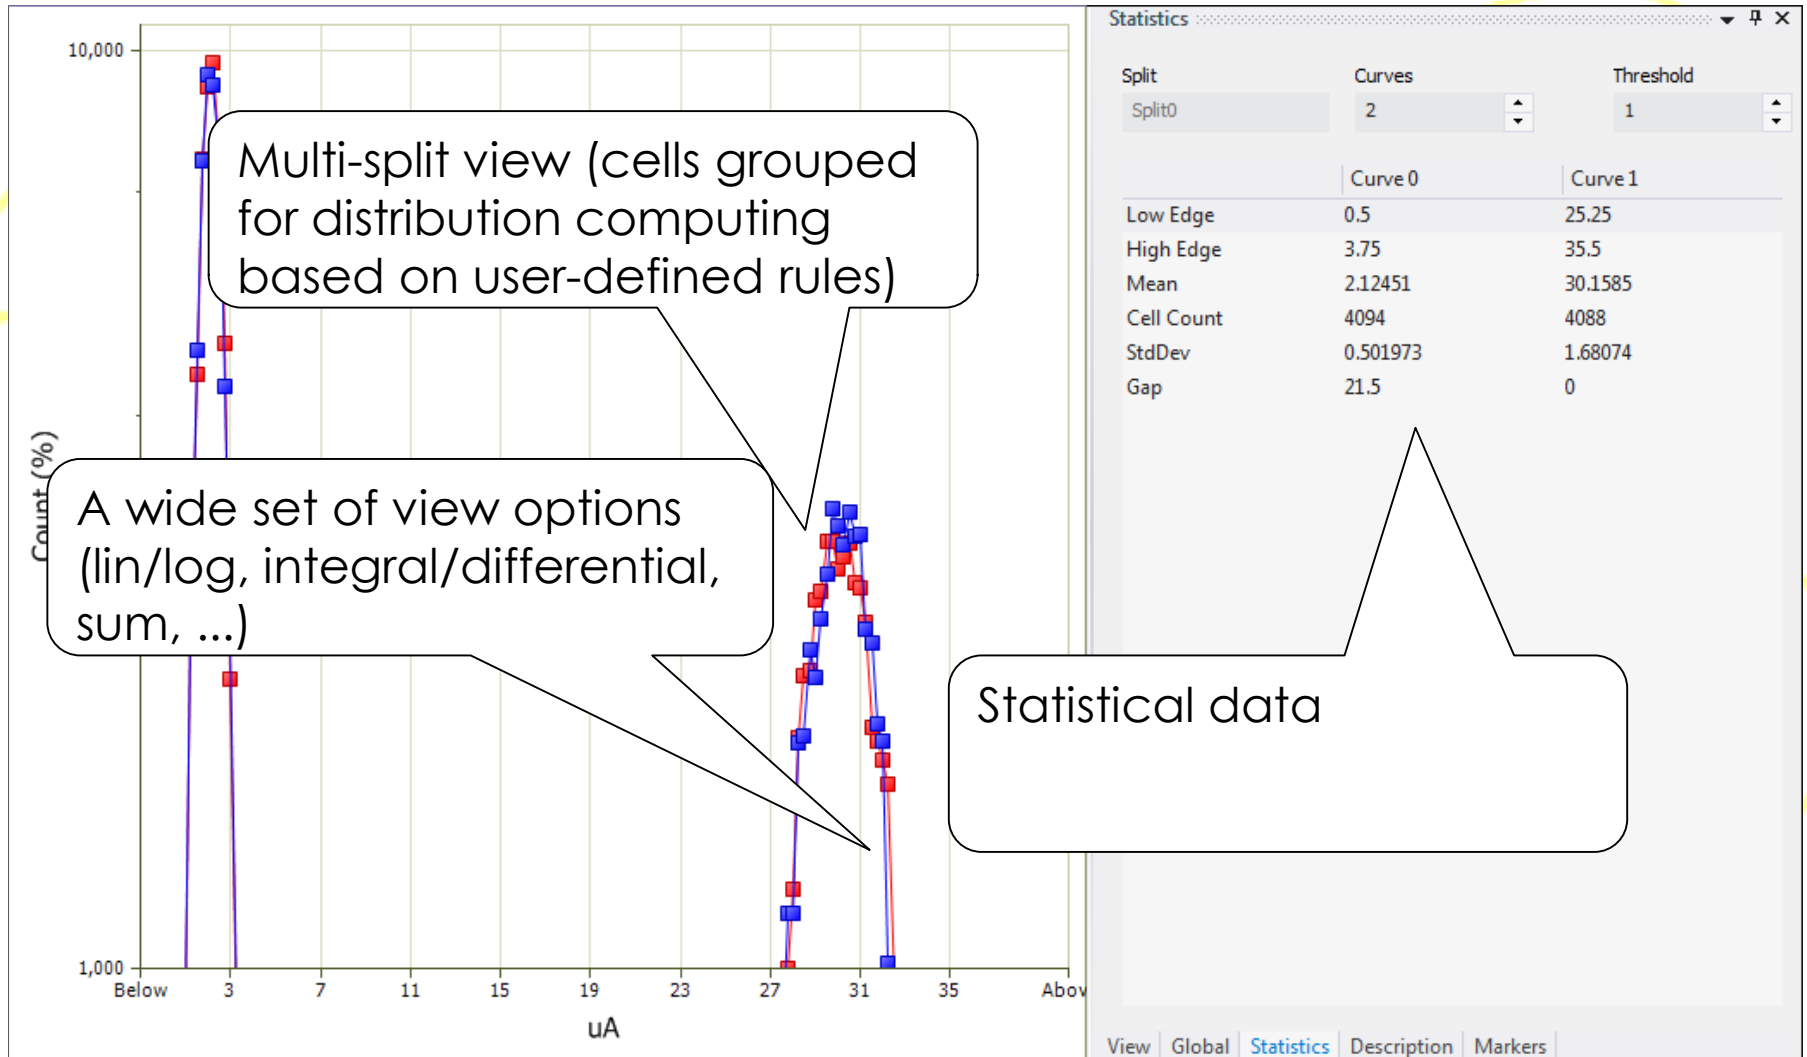 10,000
1,000
Count (%)
Below 3 7 11 15 19 23 27 31 35 Abov
uA
Multi-split view (cells grouped
for distribution computing
based on user-defined rules)
A wide set of view options
(lin/log, integral/differential,
sum, ...)
Statistical data
Statistics
Split Curves Threshold
Split0 2 1
Curve 0 Curve 1
Low Edge 0.5 25.25
High Edge 3.75 35.5
Mean 2.12451 30.1585
Cell Count 4094 4088
StdDev 0.501973 1.68074
Gap 21.5 0
View Global Statistics Description Markers